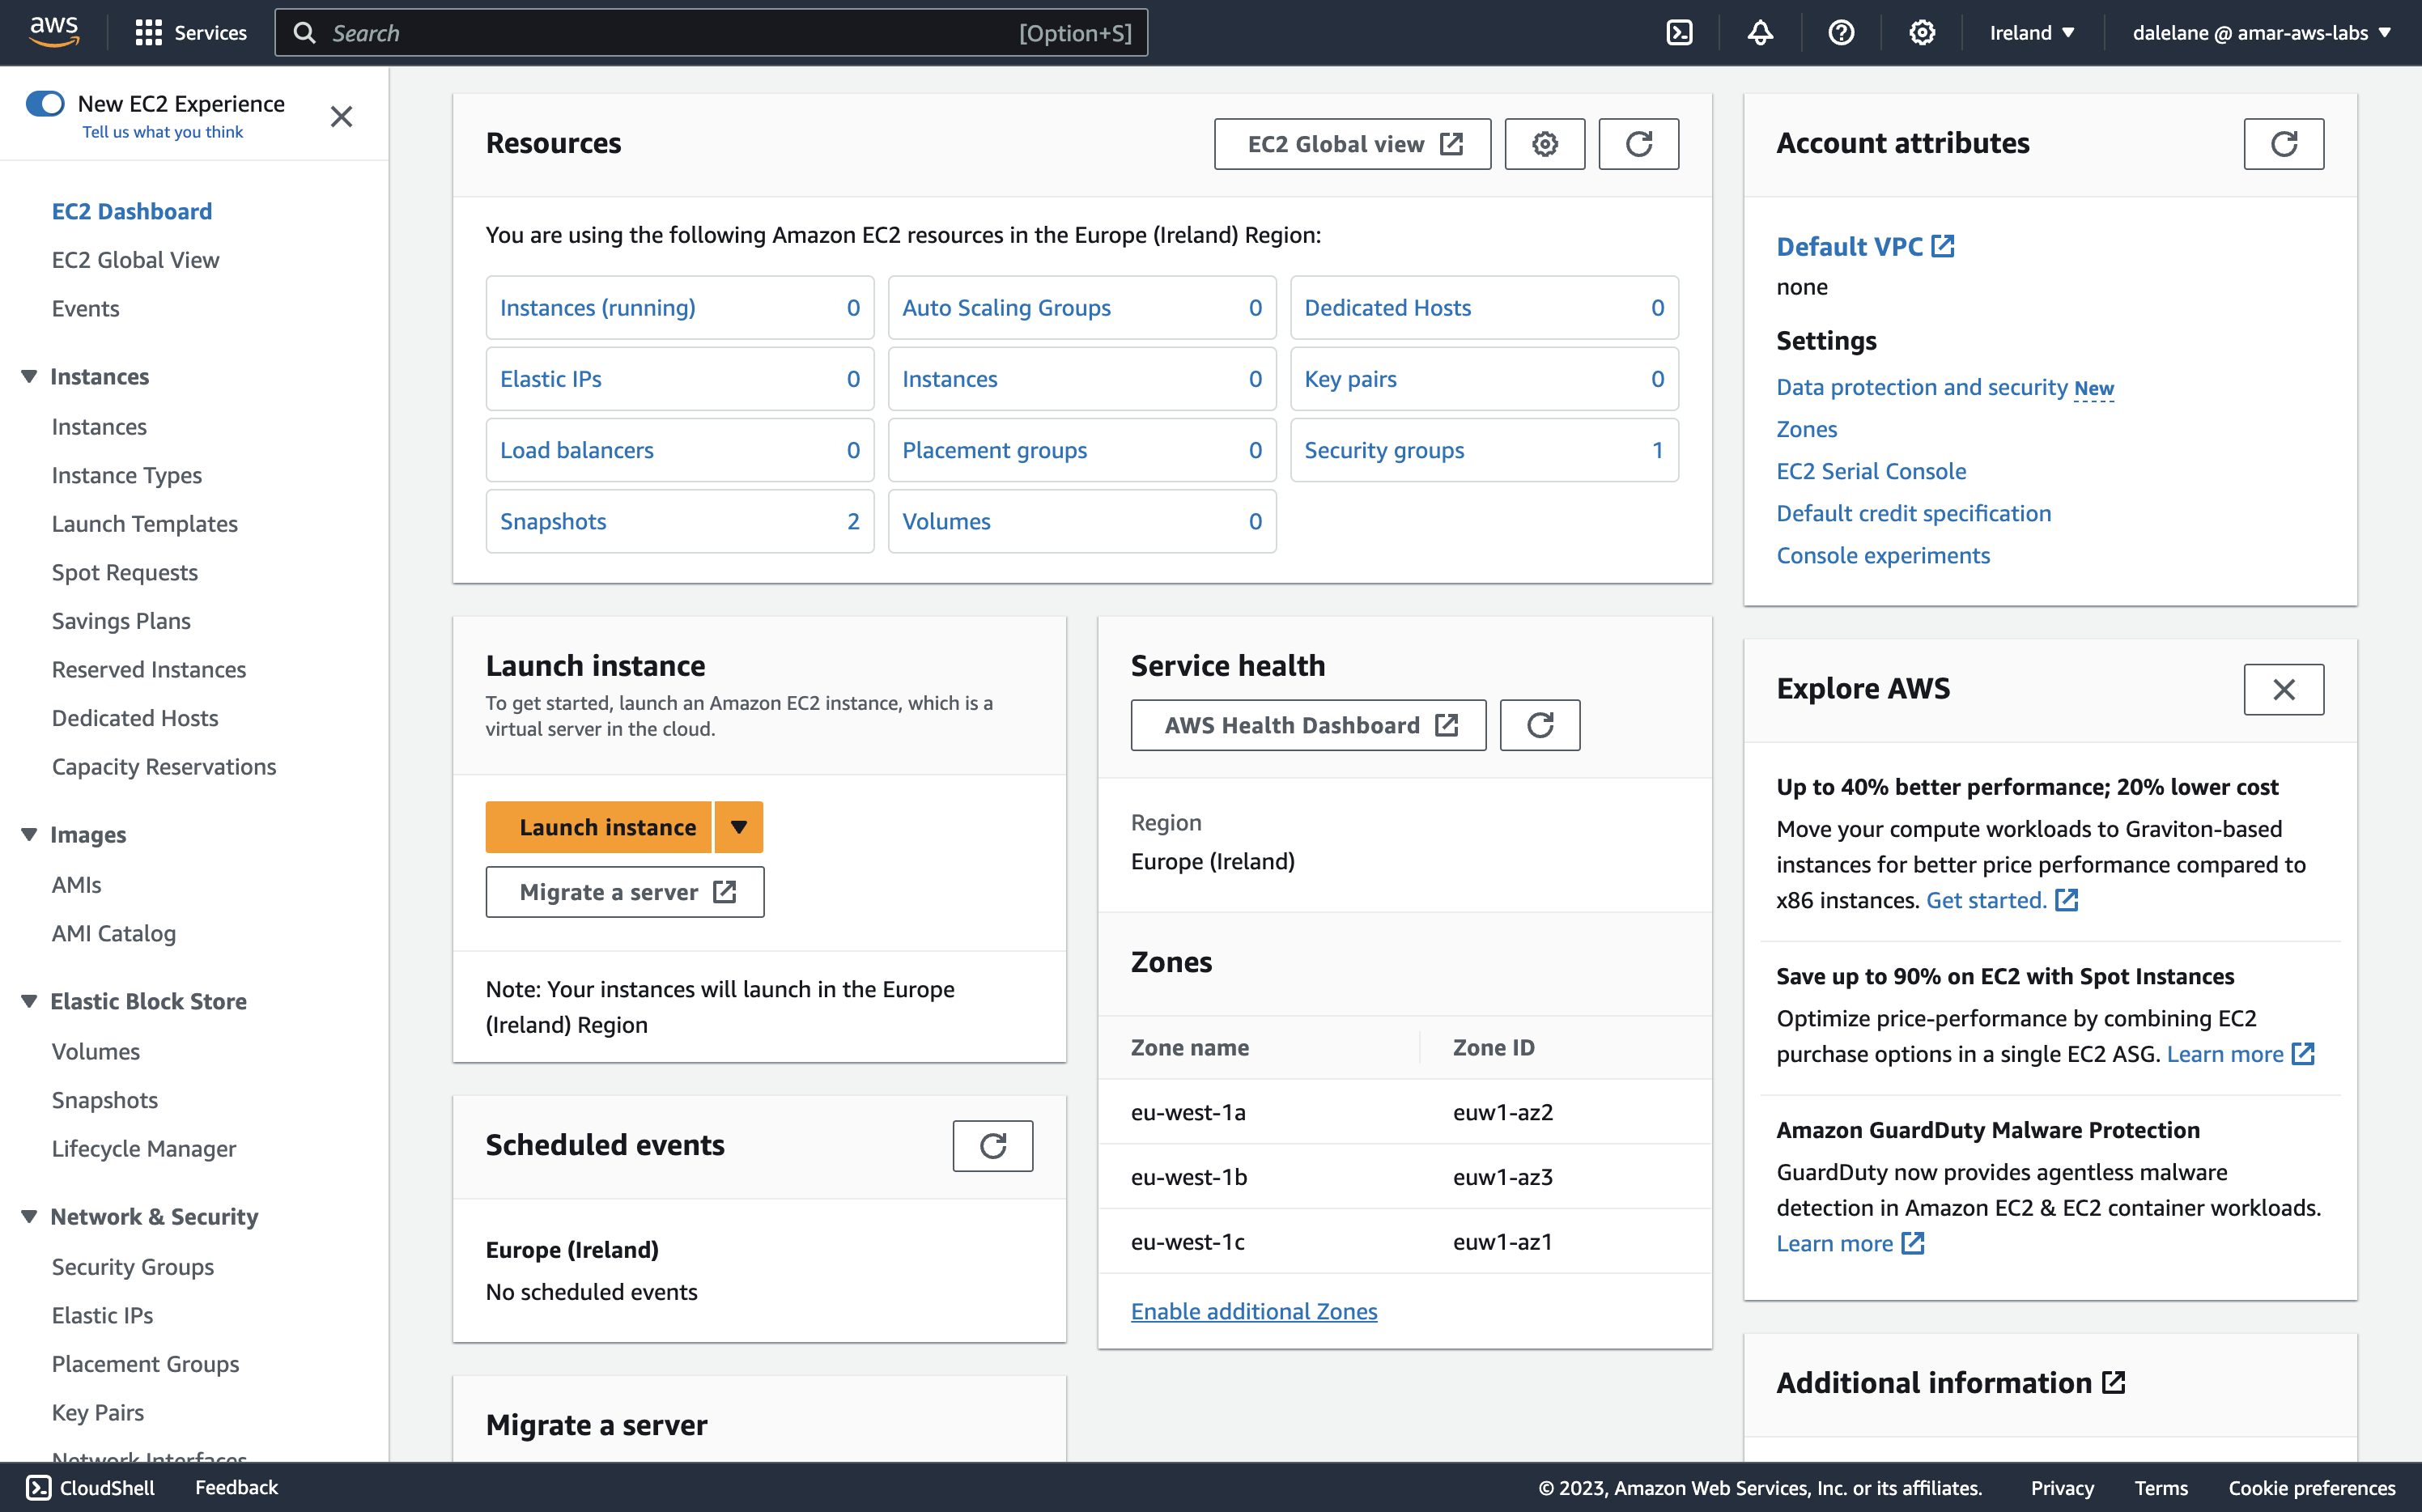 aws
Services
Search
[Option+S]
Ireland
dalelane @ amar-aws-labs
New EC2 Experience
Tell us what you think
EC2 Dashboard
EC2 Global View
Events
Instances
Instances
Instance Types
Launch Templates
Spot Requests
Savings Plans
Reserved Instances
Dedicated Hosts
Capacity Reservations
Images
AMIs
AMI Catalog
Elastic Block Store
Volumes
Snapshots
Lifecycle Manager
Network & Security
Security Groups
Elastic IPs
Placement Groups
Key Pairs
Network Interfaces
Resources
EC2 Global view
You are using the following Amazon EC2 resources in the Europe (Ireland) Region:
Instances (running) 0
Auto Scaling Groups 0
Dedicated Hosts 0
Elastic IPs 0
Instances 0
Key pairs 0
Load balancers 0
Placement groups 0
Security groups 1
Snapshots 2
Volumes 0
Launch instance
To get started, launch an Amazon EC2 instance, which is a
virtual server in the cloud.
Launch instance
Migrate a server
Note: Your instances will launch in the Europe
(Ireland) Region
Scheduled events
Europe (Ireland)
No scheduled events
Migrate a server
Service health
AWS Health Dashboard
Region
Europe (Ireland)
Zones
Zone name Zone ID
eu-west-1a euw1-az2
eu-west-1b euw1-az3
eu-west-1c euw1-az1
Enable additional Zones
Account attributes
Default VPC
none
Settings
Data protection and security New
Zones
EC2 Serial Console
Default credit specification
Console experiments
Explore AWS
Up to 40% better performance; 20% lower cost
Move your compute workloads to Graviton-based
instances for better price performance compared to
x86 instances. Get started.
Save up to 90% on EC2 with Spot Instances
Optimize price-performance by combining EC2
purchase options in a single EC2 ASG. Learn more
Amazon GuardDuty Malware Protection
GuardDuty now provides agentless malware
detection in Amazon EC2 & EC2 container workloads.
Learn more
Additional information
CloudShell
Feedback
© 2023, Amazon Web Services, Inc. or its affiliates.
Privacy
Terms
Cookie preferences